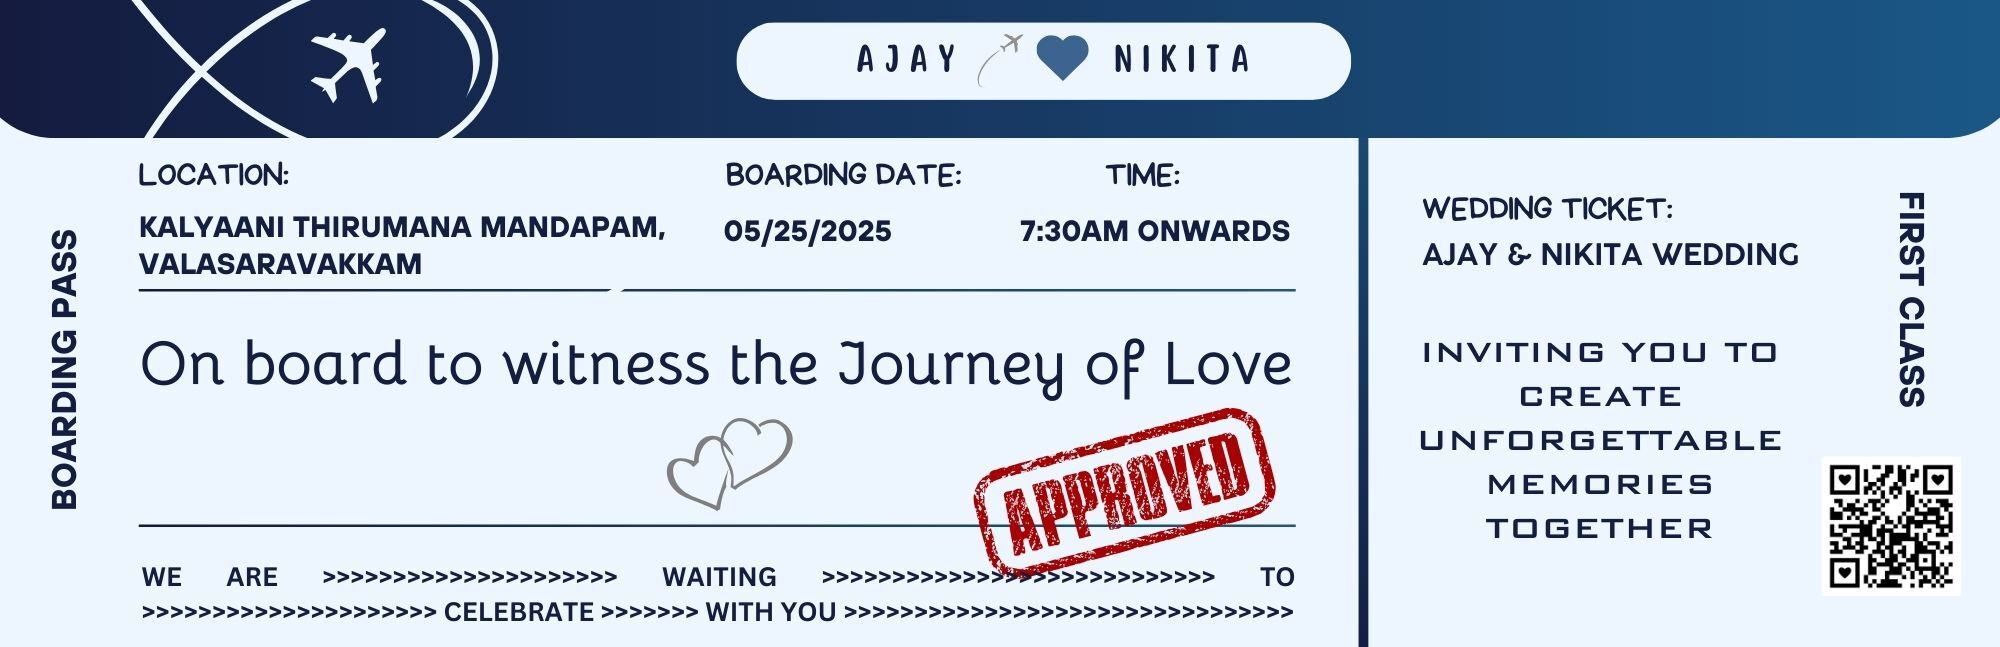 AJAY NIKITA
BOARDING PASS
LOCATION:
KALYAANI THIRUMANA MANDAPAM,
VALASARAVAKKAM
BOARDING DATE:
05/25/2025
TIME:
7:30AM ONWARDS
On board to witness the Journey of Love
APPROVED
WE ARE >>>>>>>>>>>>>>>>>>>>> WAITING >>>>>>>>>>>>>>>>>>>>>>>>>>>> TO
>>>>>>>>>>>>>>>>>>>>> CELEBRATE >>>>>>> WITH YOU >>>>>>>>>>>>>>>>>>>>>>>>>>>>>>>>
WEDDING TICKET:
AJAY & NIKITA WEDDING
INVITING YOU TO
CREATE
UNFORGETTABLE
MEMORIES
TOGETHER
FIRST CLASS